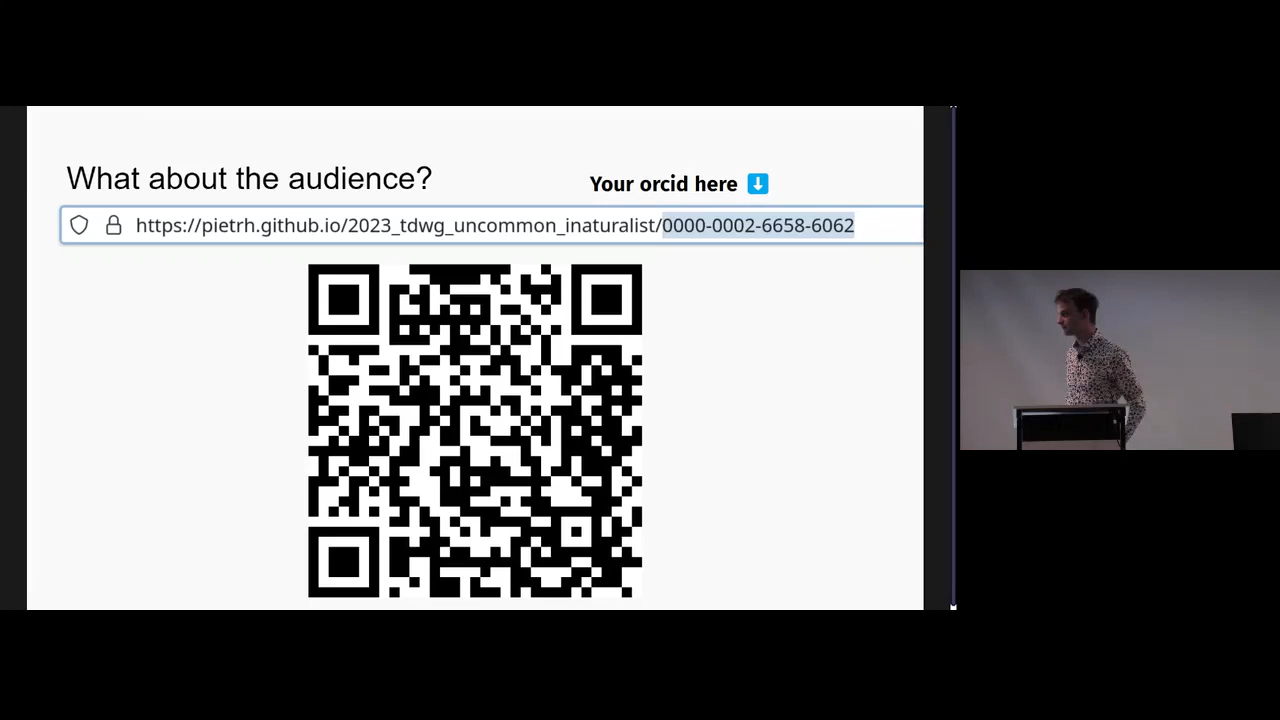 What about the audience?
Your orcid here ⬇
https://pietrh.github.io/2023_tdwg_uncommon_inaturalist/0000-0002-6658-6062